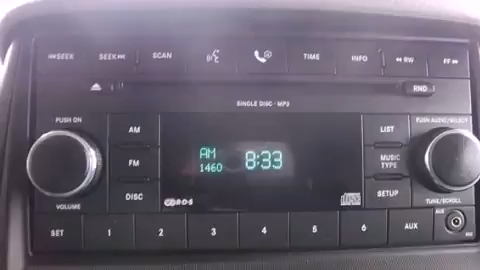 ◄◄SEEK SEEK►► SCAN TIME INFO ◄◄ RW FF ►►
RND
SINGLE DISC - MP3
PUSH ON AM LIST PUSH AUDIO/SELECT
AM
1460 8:33
FM MUSIC TYPE
DISC SETUP
VOLUME TUNE/SCROLL
SET 1 2 3 4 5 6 AUX AUX